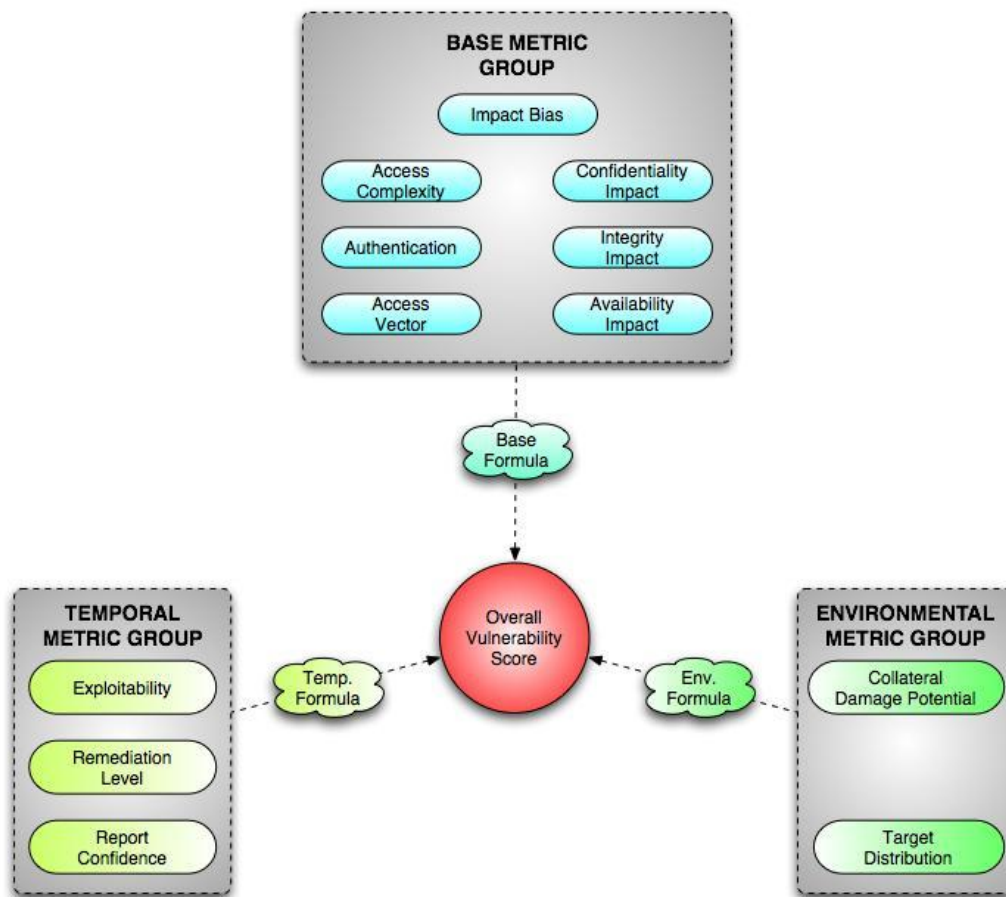 BASE METRIC
GROUP
Impact Bias
Access
Complexity
Confidentiality
Impact
Authentication
Integrity
Impact
Access
Vector
Availability
Impact
Base
Formula
Overall
Vulnerability
Score
TEMPORAL
METRIC GROUP
Exploitability
Remediation
Level
Report
Confidence
Temp.
Formula
Env.
Formula
ENVIRONMENTAL
METRIC GROUP
Collateral
Damage Potential
Target
Distribution